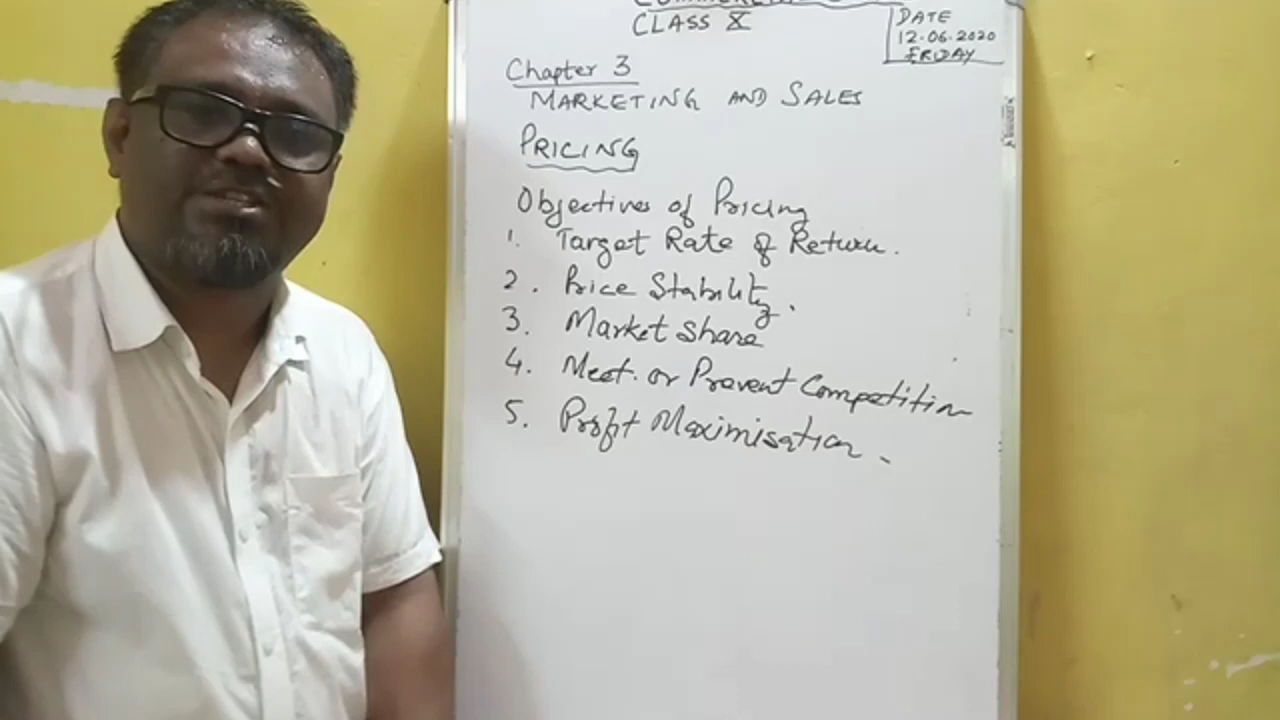 CLASS X
DATE
12-06-2020
FRIDAY
Chapter 3
MARKETING AND SALES
PRICING
Objectives of Pricing
1. Target Rate of Return.
2. Price Stability.
3. Market Share
4. Meet or Prevent Competition
5. Profit Maximisation.